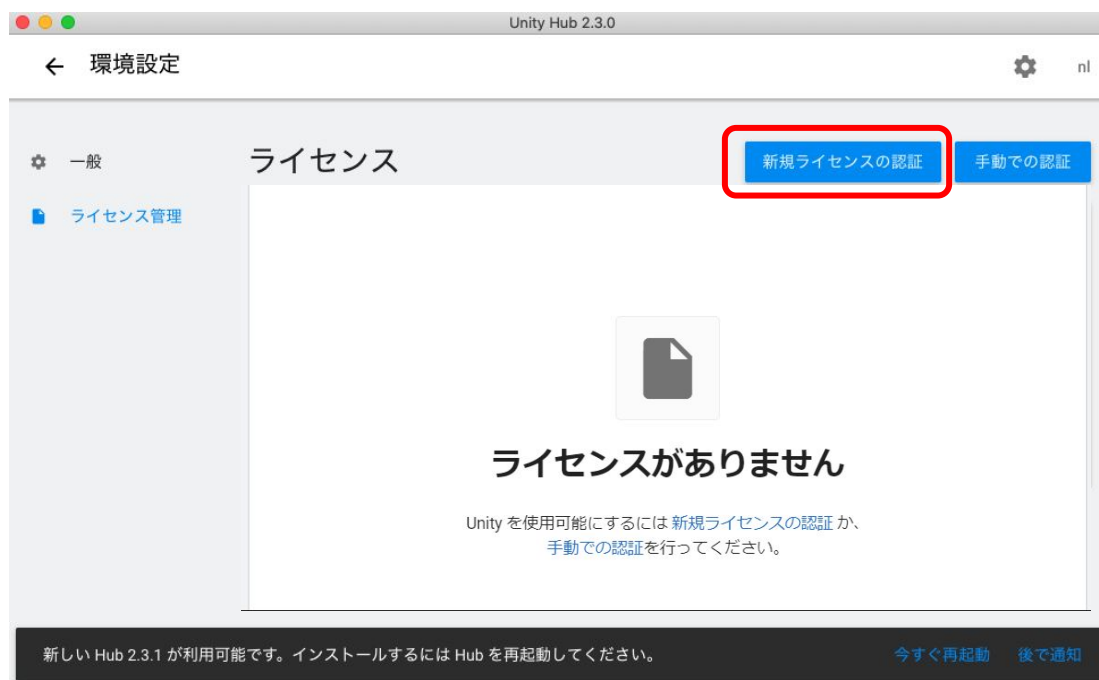 Unity Hub 2.3.0
環境設定
nl
一般
ライセンス管理
ライセンス
新規ライセンスの認証
手動での認証
ライセンスがありません
Unity を使用可能にするには 新規ライセンスの認証 か、
手動での認証を行ってください。
新しい Hub 2.3.1 が利用可能です。インストールするには Hub を再起動してください。
今すぐ再起動
後で通知